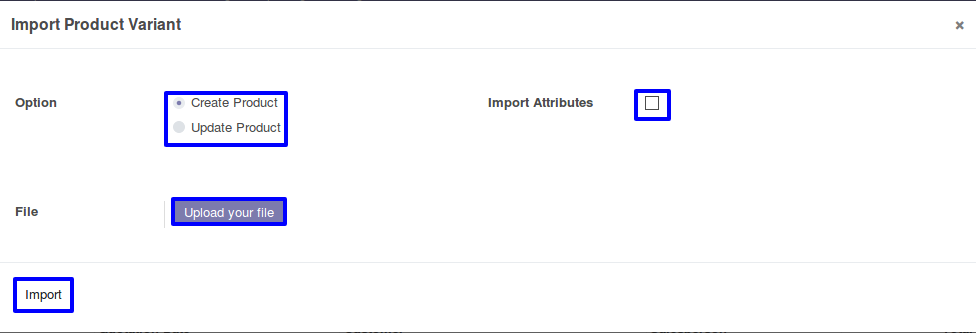 Import Product Variant ×
Option
Create Product
Update Product
Import Attributes
File
Upload your file
Import